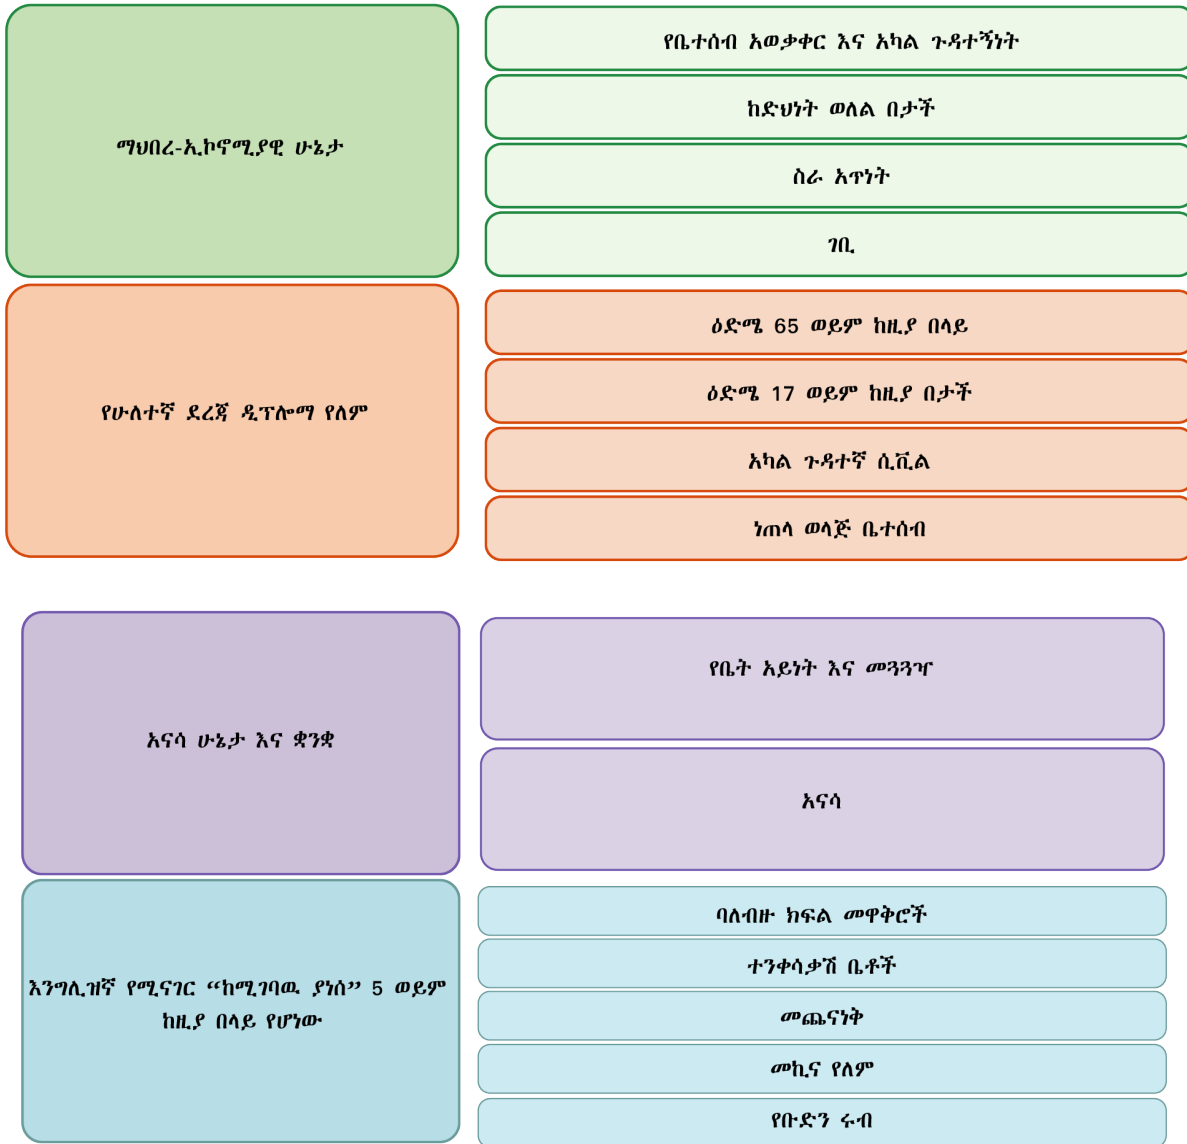 ማህበረ-ኢኮኖሚያዊ ሁኔታ
የቤተሰብ አወቃቀር እና አካል ጉዳተኝነት
ከድህነት ወለል በታች
ስራ አጥነት
ገቢ
የሁለተኛ ደረጃ ዲፕሎማ የለም
ዕድሜ 65 ወይም ከዚያ በላይ
ዕድሜ 17 ወይም ከዚያ በታች
አካል ጉዳተኛ ሲቪል
ነጠላ ወላጅ ቤተሰብ
አናሳ ሁኔታ እና ቋንቋ
የቤት አይነት እና መጓጓዣ
አናሳ
እንግሊዝኛ የሚናገር “ከሚገባዉ ያነሰ” 5 ወይም
ከዚያ በላይ የሆነው
ባለብዙ ክፍል መዋቅሮች
ተንቀሳቃሽ ቤቶች
መጨናነቅ
መኪና የለም
የቡድን ሩብ